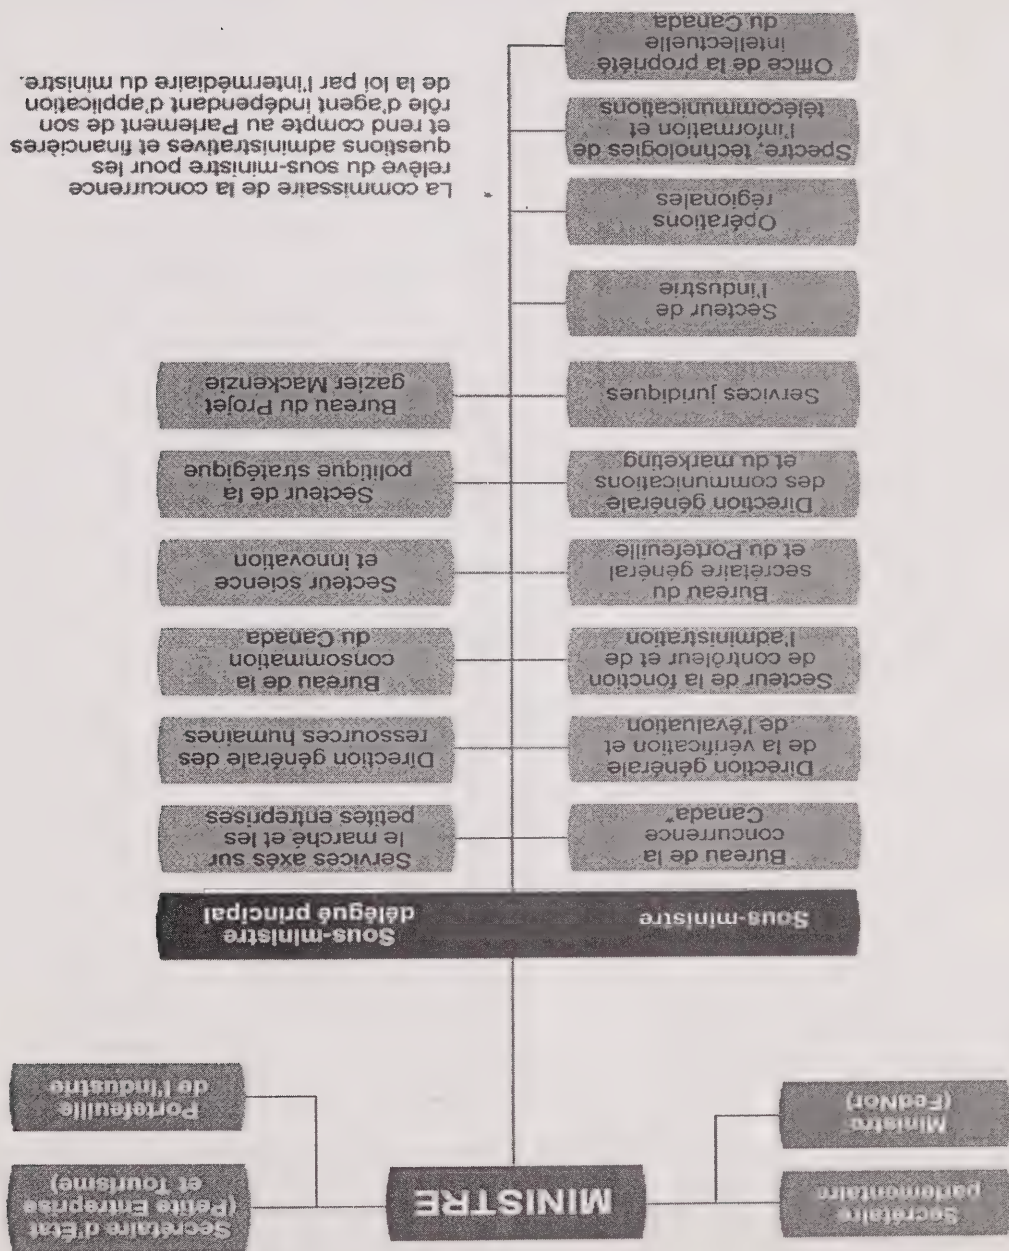 Secrétaire
parlementaire
MINISTRE
Secrétaire d'État
(Petite Entreprise
et Tourisme)
Ministre
(FedNor)
Portefeuille
de l'Industrie
Sous-ministre
Sous-ministre
délégué principal
Bureau de la
concurrence
Canada*
Services axés sur
le marché et les
petites entreprises
Direction générale
de la vérification et
de l'évaluation
Direction générale des
ressources humaines
Secteur de la fonction
de contrôleur et de
l'administration
Bureau de la
consommation
du Canada
Bureau du
secrétaire général
et du Portefeuille
Secteur science
et innovation
Direction générale
des communications
et du marketing
Secteur de la
politique stratégique
Services juridiques
Bureau du Projet
gazier Mackenzie
Secteur de
l'industrie
Opérations
régionales
Spectre, technologies de
l'information et
télécommunications
Office de la propriété
intellectuelle
du Canada
* La commissaire de la concurrence
relève du sous-ministre pour les
questions administratives et financières
et rend compte au Parlement de son
rôle d'agent indépendant d'application
de la loi par l'intermédiaire du ministre.